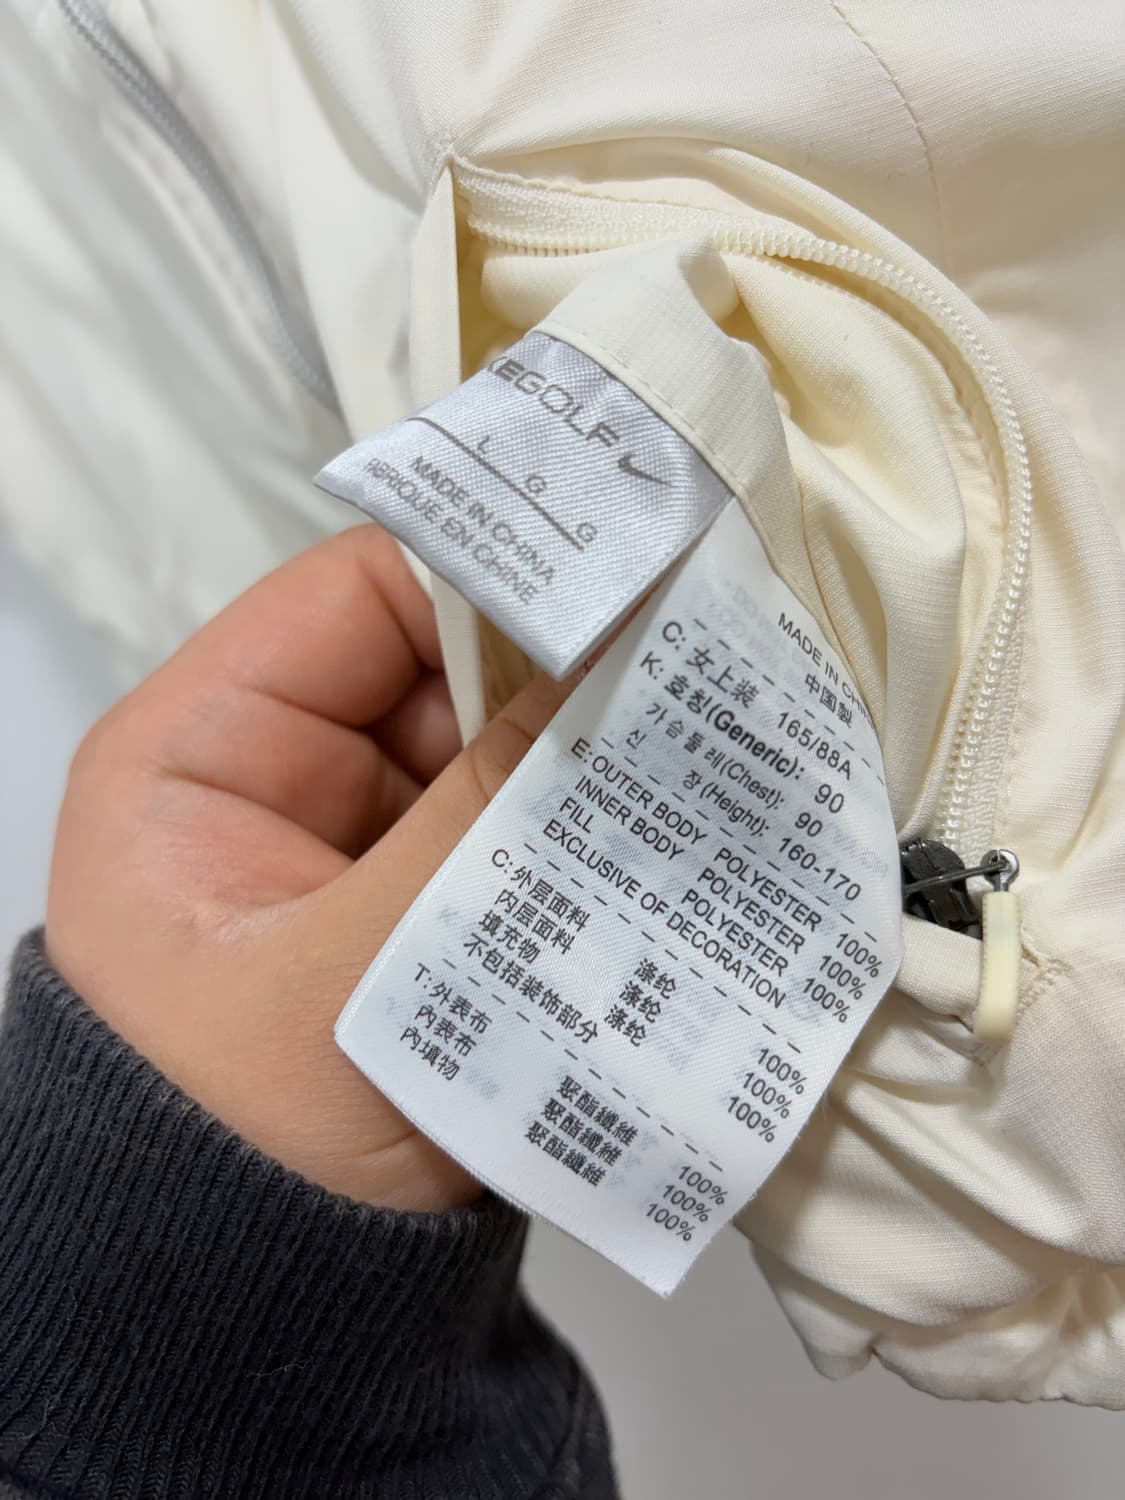 KEGOLF
L
G
G
MADE IN CHINA
FABRIQUE EN CHINE
MADE IN CHINA
中国製
C: 女上装 165/88A
K: 호칭(Generic): 90
가슴둘레(Chest): 90
신 장(Height): 160-170
E: OUTER BODY POLYESTER 100%
INNER BODY POLYESTER 100%
FILL POLYESTER 100%
EXCLUSIVE OF DECORATION
C: 外层面料 涤纶 100%
内层面料 涤纶 100%
填充物 涤纶 100%
不包括装饰部分
T: 外表布 聚酯纖維 100%
內表布 聚酯纖維 100%
內填物 聚酯纖維 100%